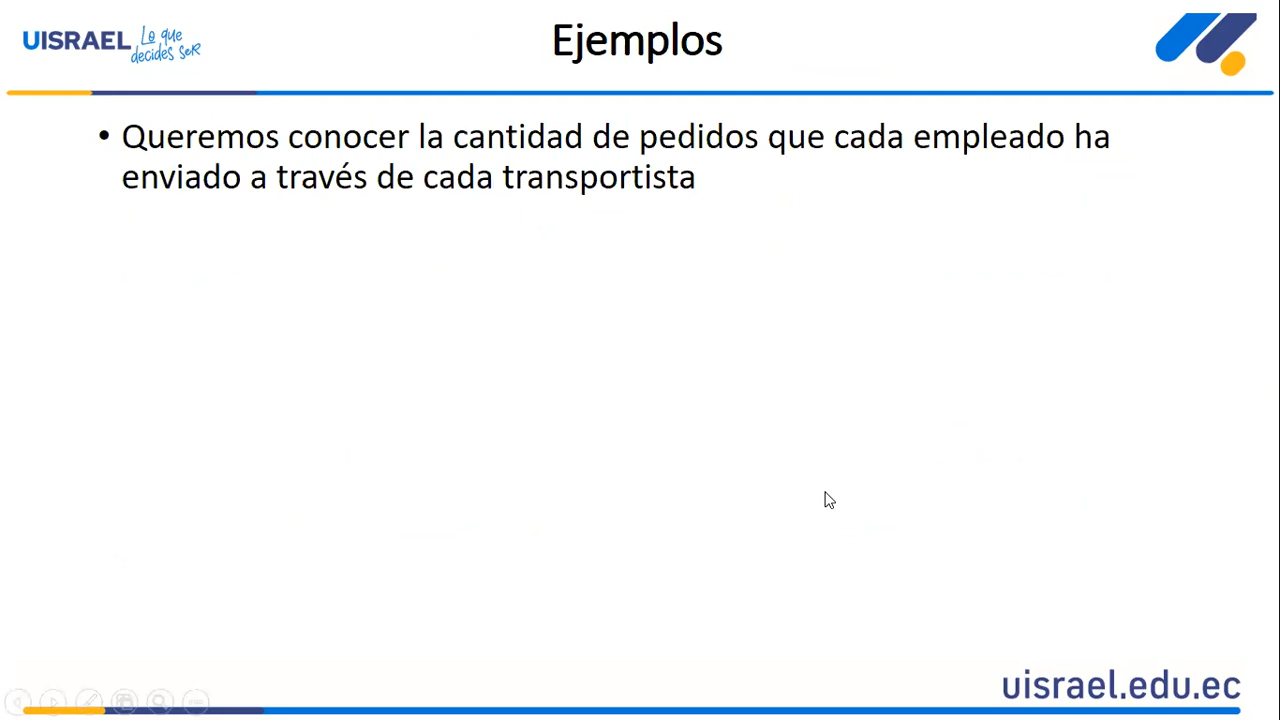 UISRAEL
Lo que
decides seR
Ejemplos
• Queremos conocer la cantidad de pedidos que cada empleado ha
enviado a través de cada transportista
uisrael.edu.ec